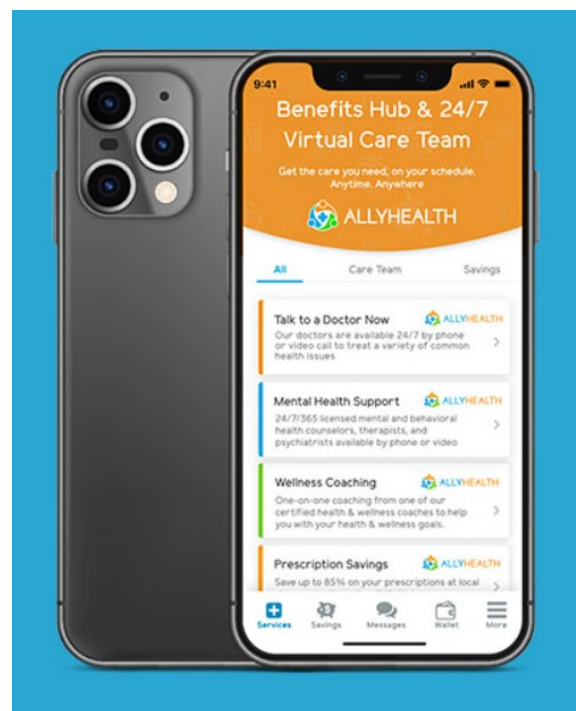 9:41
Benefits Hub & 24/7
Virtual Care Team
Get the care you need, on your schedule.
Anytime. Anywhere
ALLYHEALTH
All Care Team Savings
Talk to a Doctor Now ALLYHEALTH
Our doctors are available 24/7 by phone
or video call to treat a variety of common
health issues
Mental Health Support ALLYHEALTH
24/7/365 licensed mental and behavioral
health counselors, therapists, and
psychiatrists available by phone or video
Wellness Coaching ALLYHEALTH
One-on-one coaching from one of our
certified health & wellness coaches to help
you with your health & wellness goals.
Prescription Savings ALLYHEALTH
Save up to 85% on your prescriptions at local
Services Savings Messages Wallet More